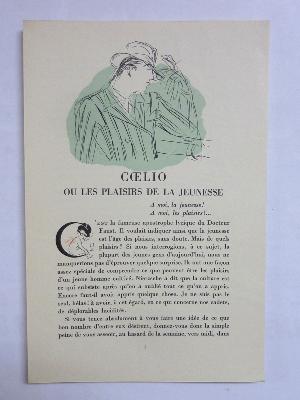 CŒLIO
OU LES PLAISIRS DE LA JEUNESSE
A moi, la jeunesse!
A moi, les plaisirs!...
C'EST la fameuse apostrophe lyrique du Docteur
Faust. Il voulait indiquer ainsi que la jeunesse
est l'âge des plaisirs, sans doute. Mais de quels
plaisirs? Si nous interrogions, à ce sujet, la
plupart des jeunes gens d'aujourd'hui, nous ne
manquerions pas d'éprouver quelque surprise. Ils ont une façon
assez spéciale de comprendre ce que peuvent être les plaisirs
d'un jeune homme cultivé. Nietzsche a dit que la culture est ce
qui subsiste après qu'on a oublié tout ce qu'on a appris.
Encore faut-il avoir appris quelque chose. Je ne suis pas le
seul, hélas! à avoir, à cet égard, en ce qui concerne nos cadets,
de déplorables lucidités.
Si vous tenez absolument à vous faire une idée de ce que
bon nombre d'entre eux désirent, donnez-vous donc la simple
peine de vous asseoir, au hasard de la semaine, vers midi, dans